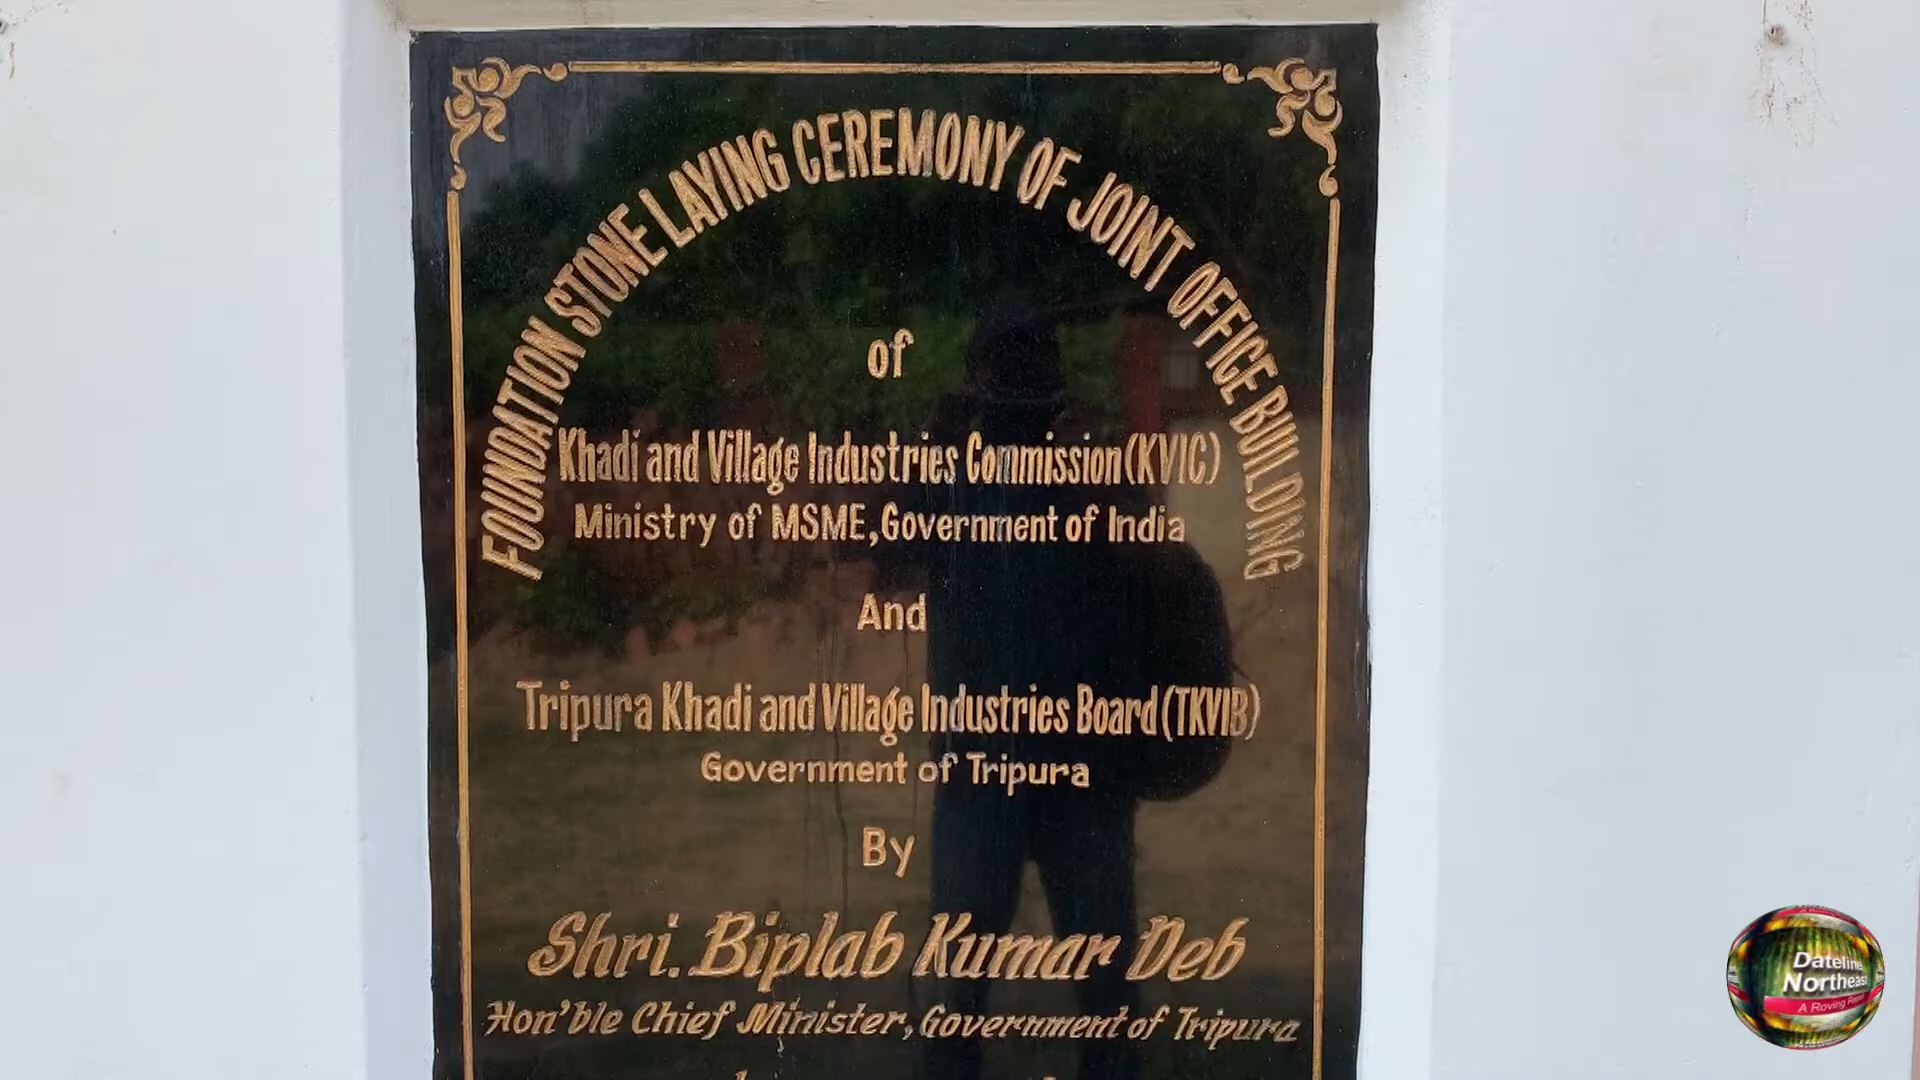 FOUNDATION STONE LAYING CEREMONY OF JOINT OFFICE BUILDING
of
Khadi and Village Industries Commission (KVIC)
Ministry of MSME, Government of India
And
Tripura Khadi and Village Industries Board (TKVIB)
Government of Tripura
By
Shri. Biplab Kumar Deb
Hon'ble Chief Minister, Government of Tripura
Dateline
Northeast
A Roving